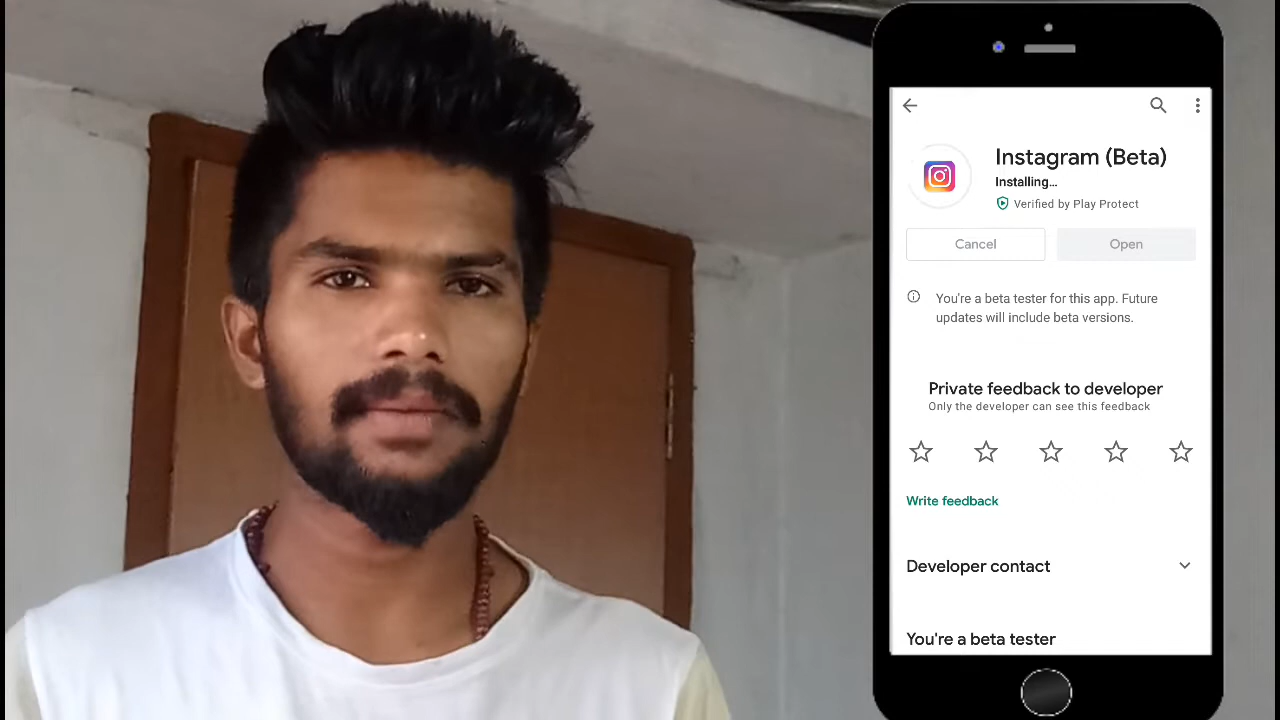 Instagram (Beta)
Installing...
Verified by Play Protect
Cancel
Open
You're a beta tester for this app. Future
updates will include beta versions.
Private feedback to developer
Only the developer can see this feedback
Write feedback
Developer contact
You're a beta tester